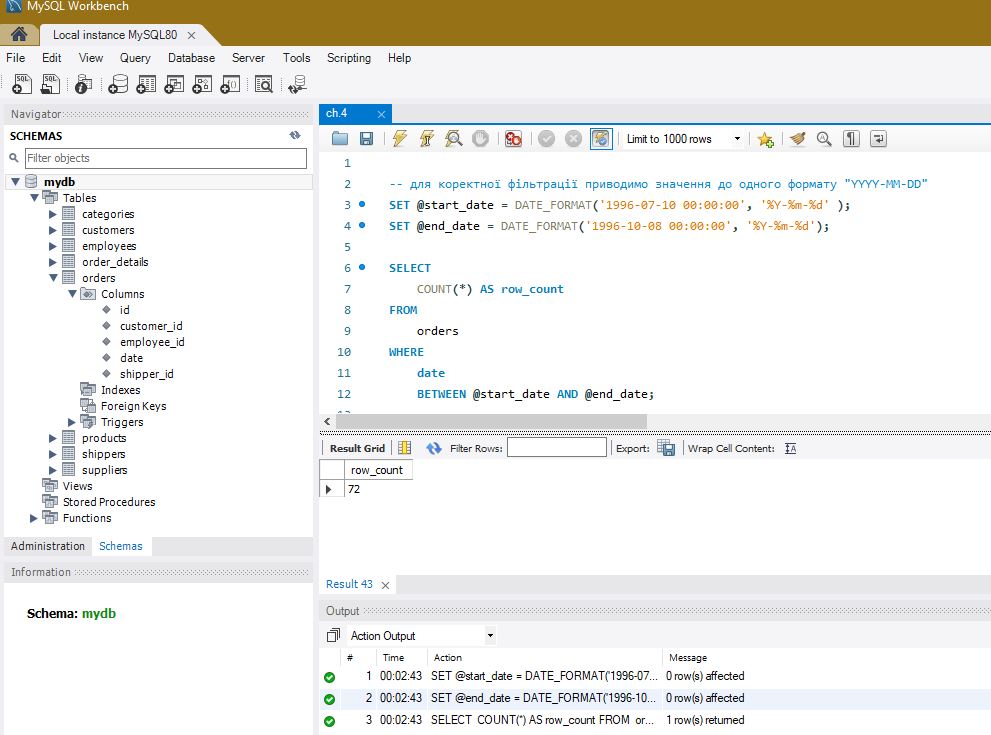 MySQL Workbench
Local instance MySQL80
File Edit View Query Database Server Tools Scripting Help
Navigator
SCHEMAS
Filter objects
mydb
Tables
categories
customers
employees
order_details
orders
Columns
id
customer_id
employee_id
date
shipper_id
Indexes
Foreign Keys
Triggers
products
shippers
suppliers
Views
Stored Procedures
Functions
Administration Schemas
Information
Schema: mydb
ch.4
Limit to 1000 rows
1
2 -- для коректної фільтрації приводимо значення до одного формату "YYYY-MM-DD"
3 SET @start_date = DATE_FORMAT('1996-07-10 00:00:00', '%Y-%m-%d' );
4 SET @end_date = DATE_FORMAT('1996-10-08 00:00:00', '%Y-%m-%d');
5
6 SELECT
7 COUNT(*) AS row_count
8 FROM
9 orders
10 WHERE
11 date
12 BETWEEN @start_date AND @end_date;
Result Grid Filter Rows: Export: Wrap Cell Content:
row_count
72
Result 43
Output
Action Output
# Time Action Message
1 00:02:43 SET @start_date = DATE_FORMAT('1996-07... 0 row(s) affected
2 00:02:43 SET @end_date = DATE_FORMAT('1996-10... 0 row(s) affected
3 00:02:43 SELECT COUNT(*) AS row_count FROM or... 1 row(s) returned